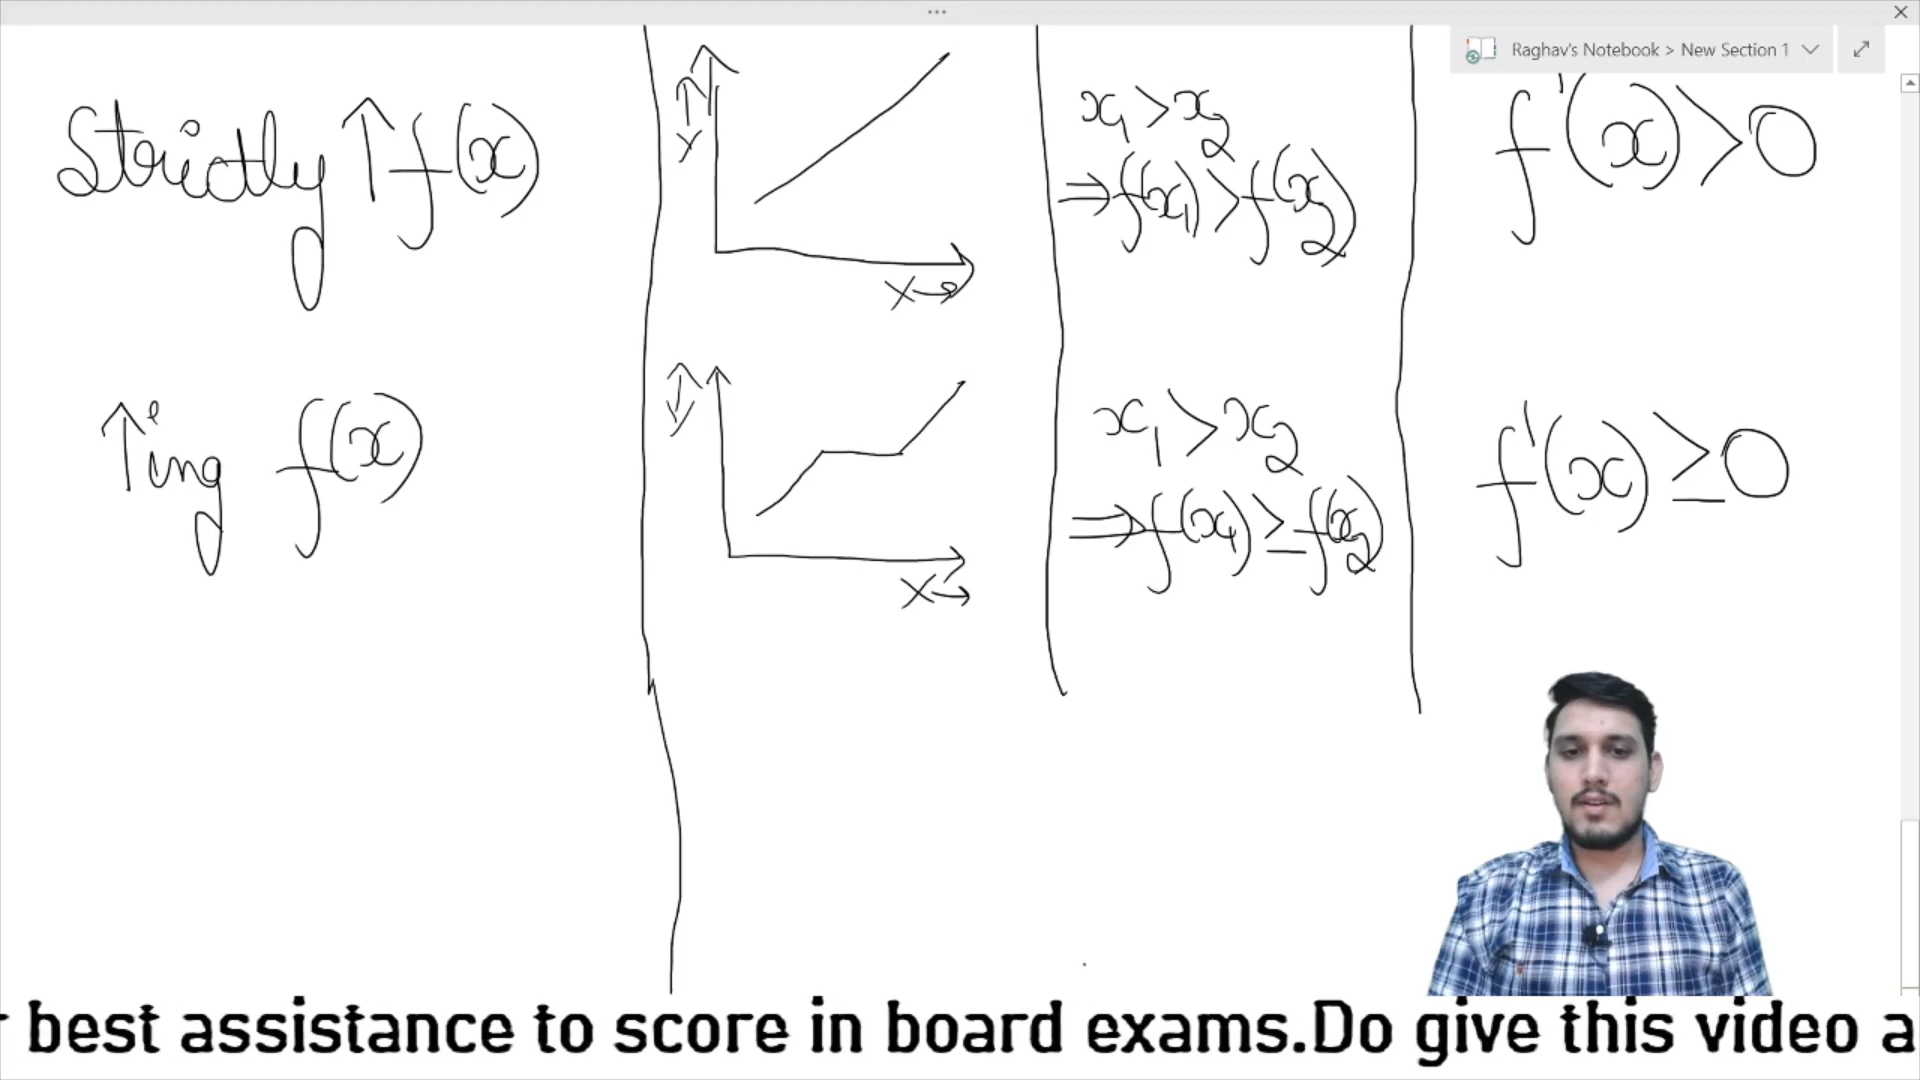 Raghav's Notebook > New Section 1
Strictly ↑ f(x)
Y→
X→
x₁ > x₂
⇒ f(x₁) > f(x₂)
f'(x) > 0
↑ing f(x)
Y→
X→
x₁ > x₂
⇒ f(x₁) ≥ f(x₂)
f'(x) ≥ 0
best assistance to score in board exams.Do give this video a